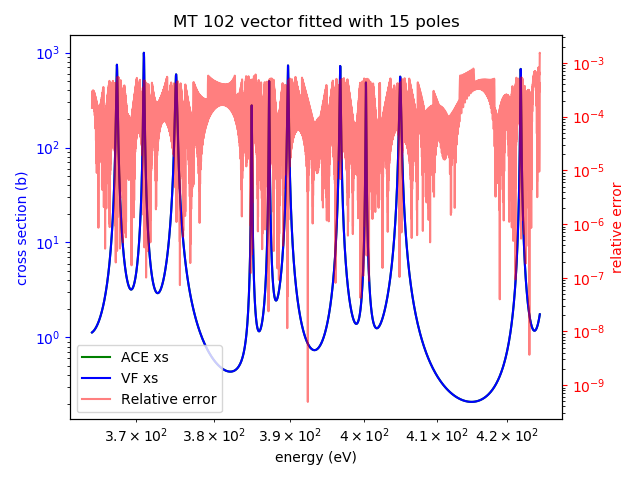 MT 102 vector fitted with 15 poles
10³
10²
10¹
10⁰
cross section (b)
10⁻³
10⁻⁴
10⁻⁵
10⁻⁶
10⁻⁷
10⁻⁸
10⁻⁹
relative error
ACE xs
VF xs
Relative error
3.7 × 10² 3.8 × 10² 3.9 × 10² 4 × 10² 4.1 × 10² 4.2 × 10²
energy (eV)